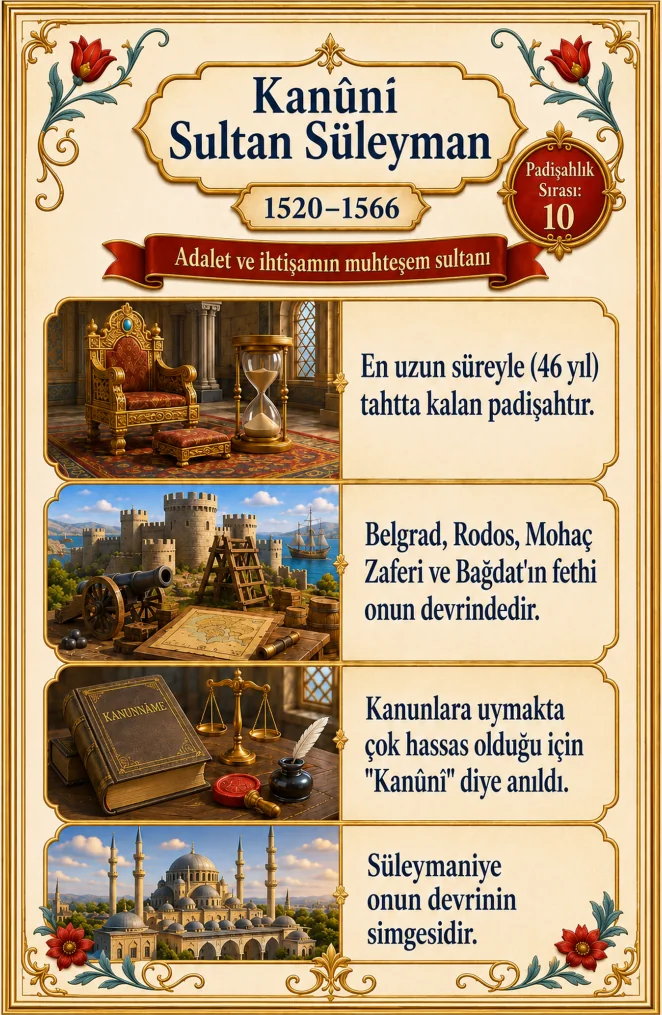 Kanûnî
Sultan Süleyman
1520–1566
Padişahlık
Sırası:
10
Adalet ve ihtişamın muhteşem sultanı
En uzun süreyle (46 yıl)
tahtta kalan padişahtır.
Belgrad, Rodos, Mohaç
Zaferi ve Bağdat'ın fethi
onun devrindedir.
KANUNNÂME
Kanunlara uymakta
çok hassas olduğu için
"Kanûnî" diye anıldı.
Süleymaniye
onun devrinin
simgesidir.